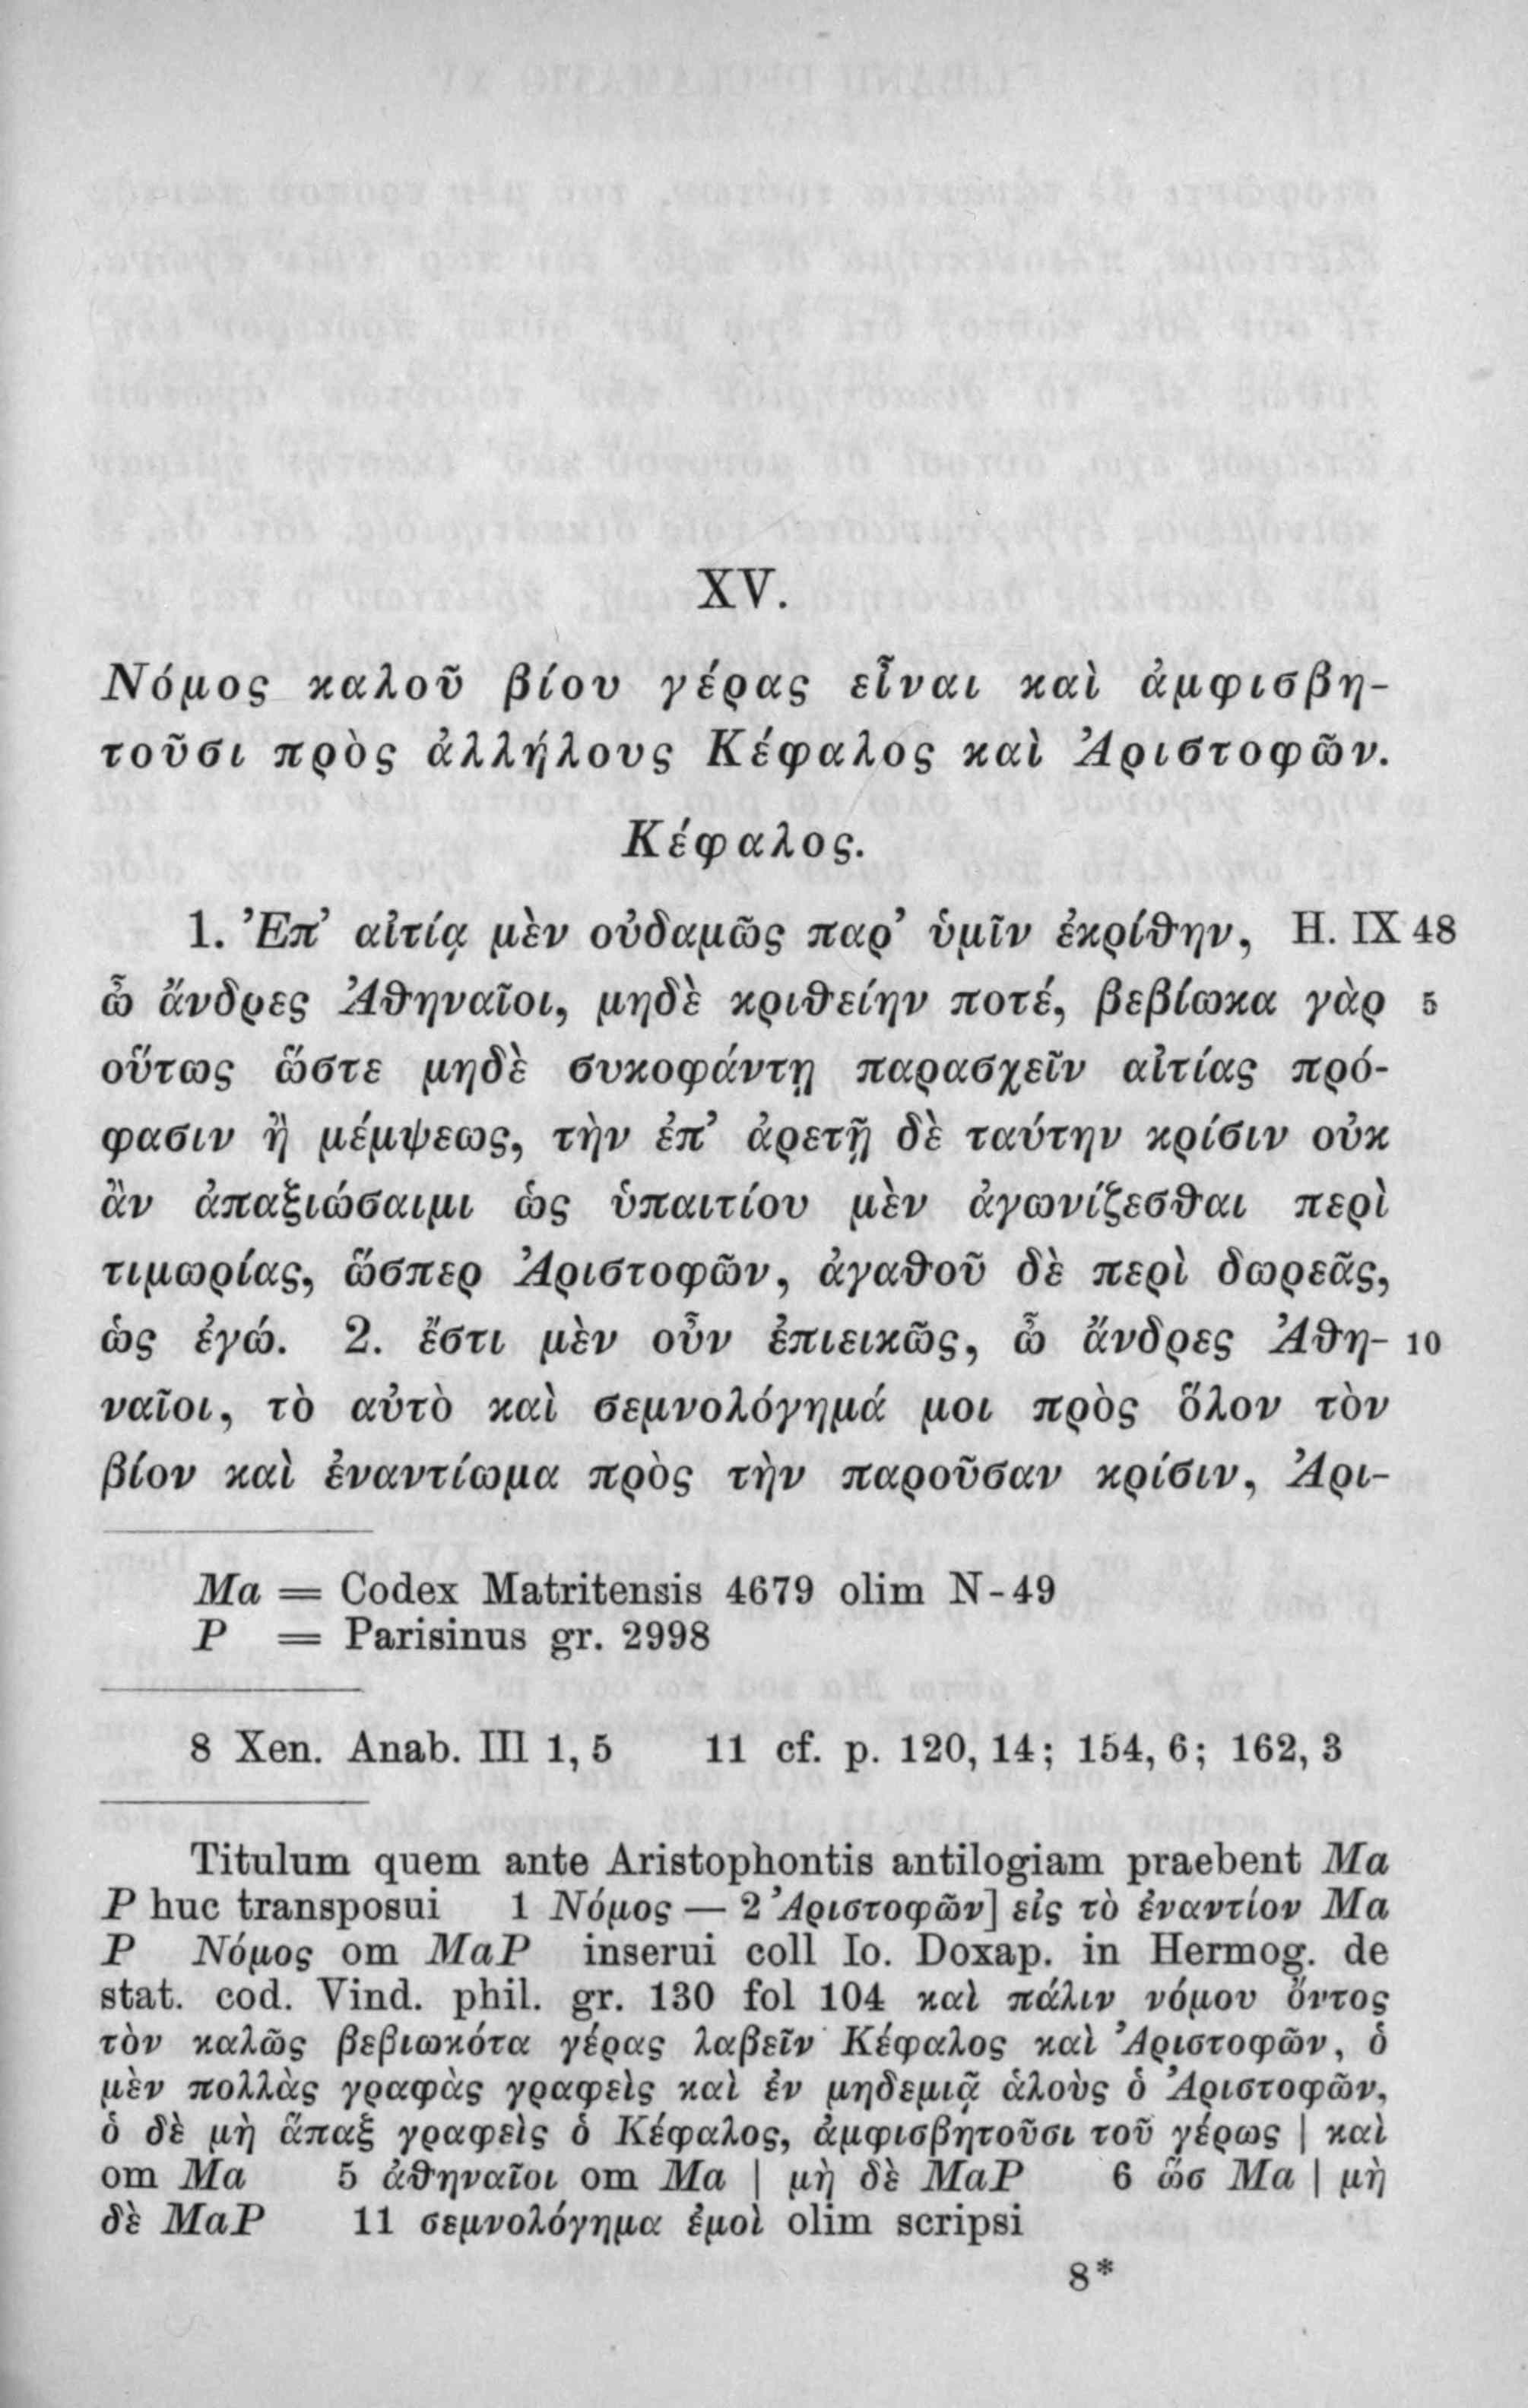 XV.
Νόμος καλοῦ βίου γέρας εἶναι καὶ ἀμφισβη-
τοῦσι πρὸς ἀλλήλους Κέφαλος καὶ Ἀριστοφῶν.
Κέφαλος.
1. Ἐπ’ αἰτίᾳ μὲν οὐδαμῶς παρ’ ὑμῖν ἐκρίθην, H. IX 48
ὦ ἄνδρες Ἀθηναῖοι, μηδὲ κριθείην ποτέ, βεβίωκα γὰρ 5
οὕτως ὥστε μηδὲ συκοφάντῃ παρασχεῖν αἰτίας πρό-
φασιν ἢ μέμψεως, τὴν ἐπ’ ἀρετῇ δὲ ταύτην κρίσιν οὐκ
ἂν ἀπαξιώσαιμι ὡς ὑπαιτίου μὲν ἀγωνίζεσθαι περὶ
τιμωρίας, ὥσπερ Ἀριστοφῶν, ἀγαθοῦ δὲ περὶ δωρεᾶς,
ὡς ἐγώ. 2. ἔστι μὲν οὖν ἐπιεικῶς, ὦ ἄνδρες Ἀθη- 10
ναῖοι, τὸ αὐτὸ καὶ σεμνολόγημά μοι πρὸς ὅλον τὸν
βίον καὶ ἐναντίωμα πρὸς τὴν παροῦσαν κρίσιν, Ἀρι-
Ma = Codex Matritensis 4679 olim N-49
P = Parisinus gr. 2998
8 Xen. Anab. III 1, 5 11 cf. p. 120, 14; 154, 6; 162, 3
Titulum quem ante Aristophontis antilogiam praebent Ma
P huc transposui 1 Νόμος — 2 Ἀριστοφῶν] εἰς τὸ ἐναντίον Ma
P Νόμος om MaP inserui coll Io. Doxap. in Hermog. de
stat. cod. Vind. phil. gr. 130 fol 104 καὶ πάλιν νόμου ὄντος
τὸν καλῶς βεβιωκότα γέρας λαβεῖν Κέφαλος καὶ Ἀριστοφῶν, ὁ
μὲν πολλὰς γραφὰς γραφεὶς καὶ ἐν μηδεμιᾷ ἁλοὺς ὁ Ἀριστοφῶν,
ὁ δὲ μὴ ἅπαξ γραφεὶς ὁ Κέφαλος, ἀμφισβητοῦσι τοῦ γέρως | καὶ
om Ma 5 ἀθηναῖοι om Ma | μὴ δὲ MaP 6 ὥσ Ma | μὴ
δὲ MaP 11 σεμνολόγημα ἐμοὶ olim scripsi
8*